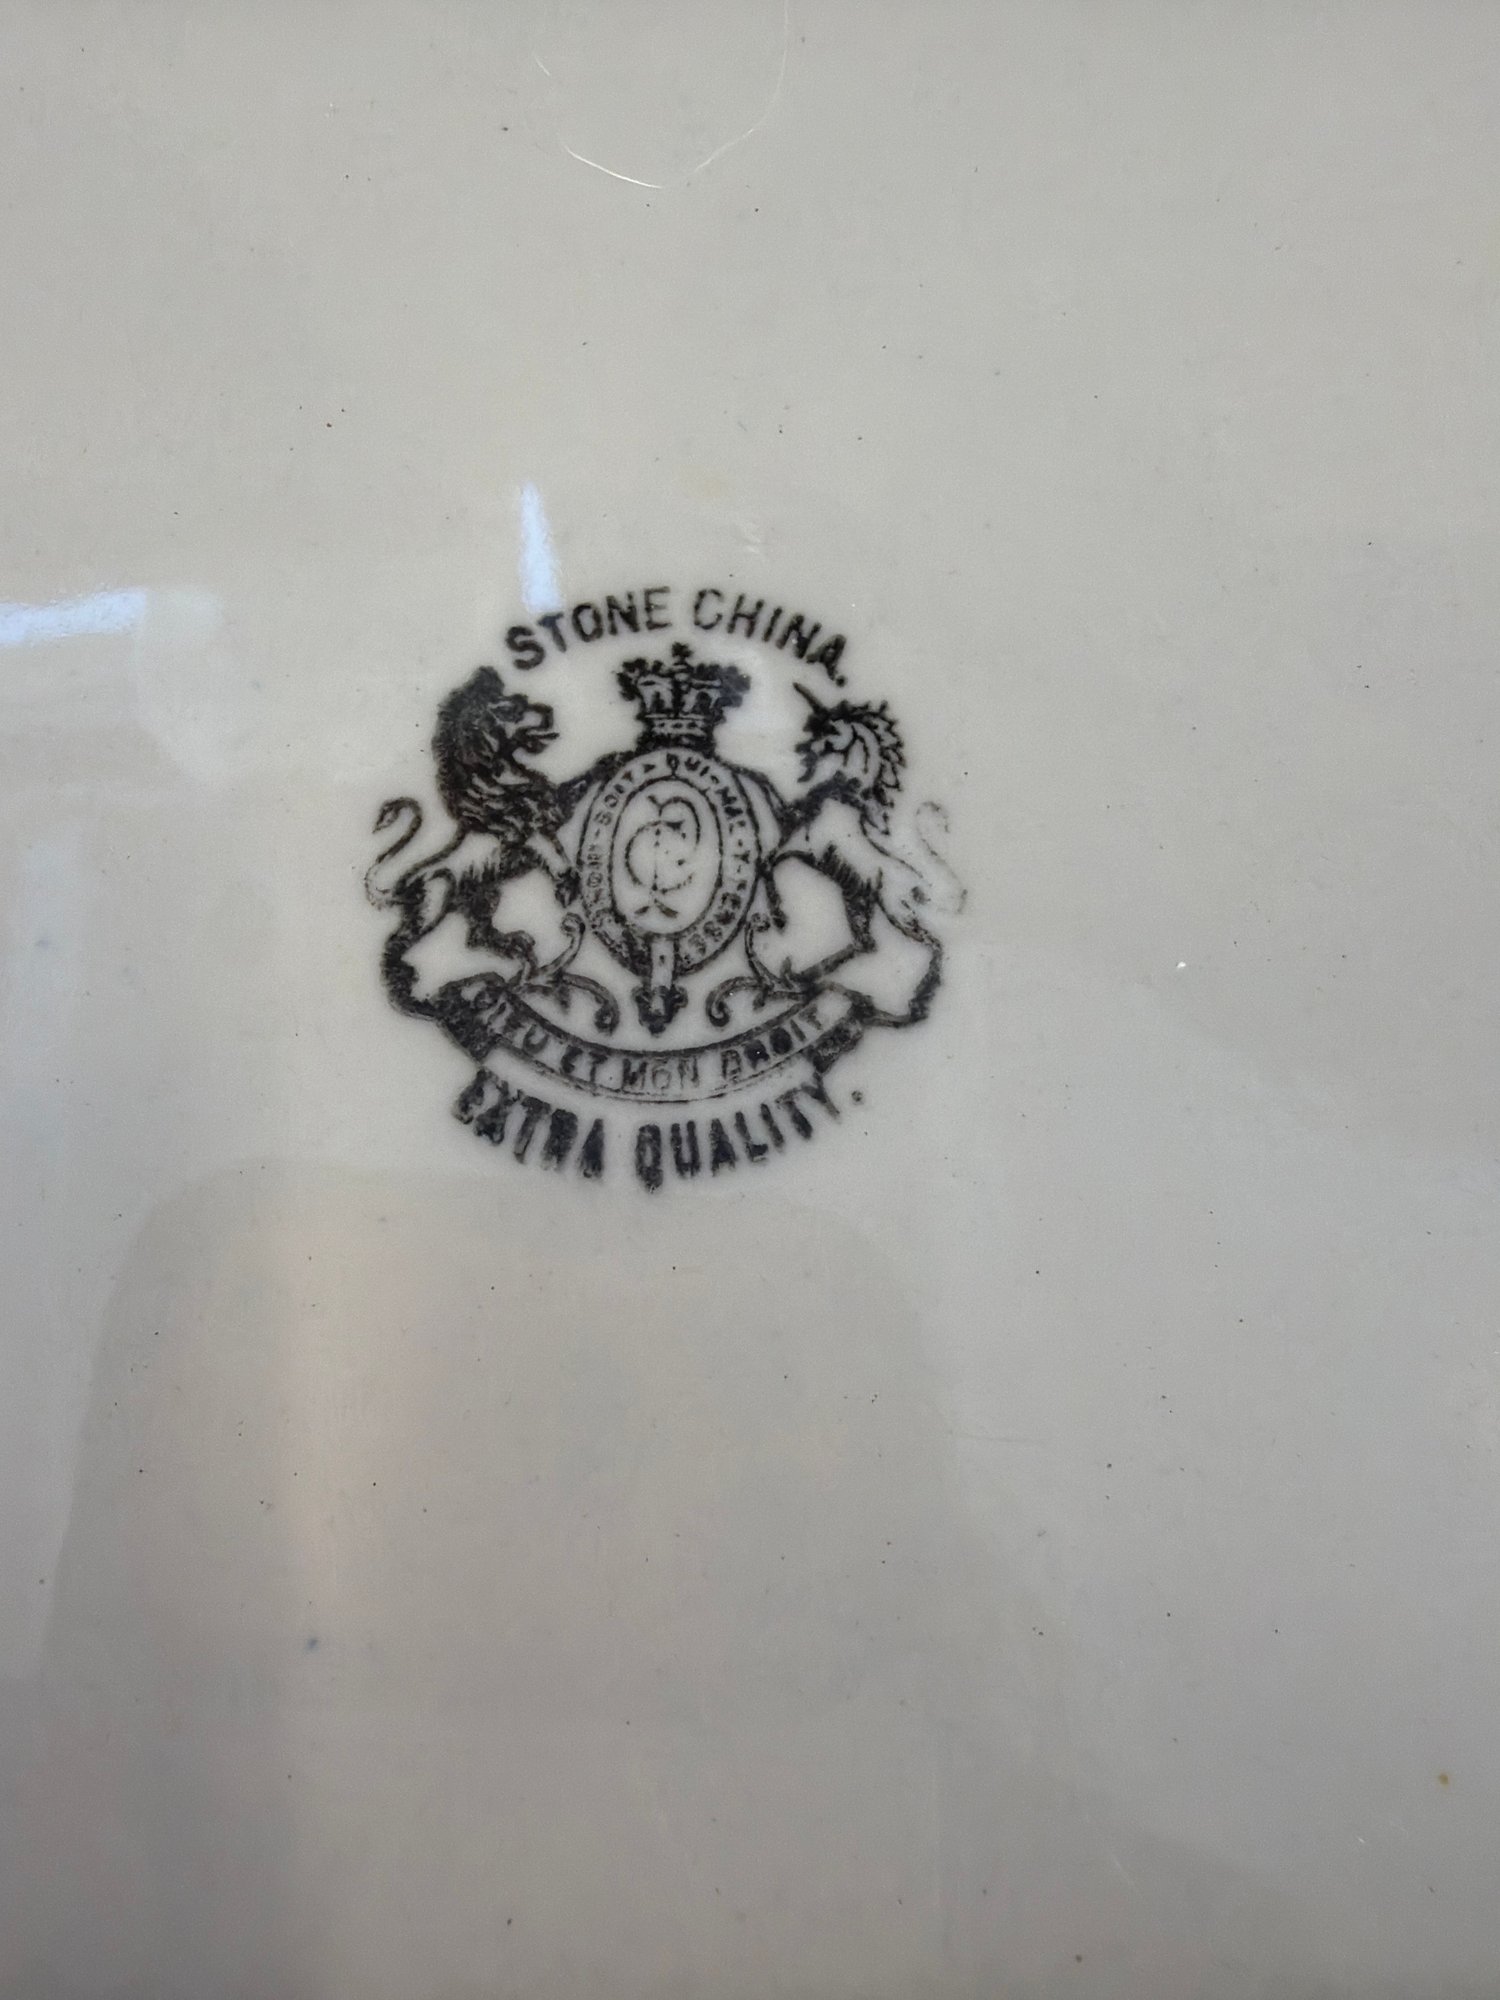 STONE CHINA.
HONI · SOIT · QUI · MAL · Y · PENSE
DIEU ET MON DROIT
EXTRA QUALITY.